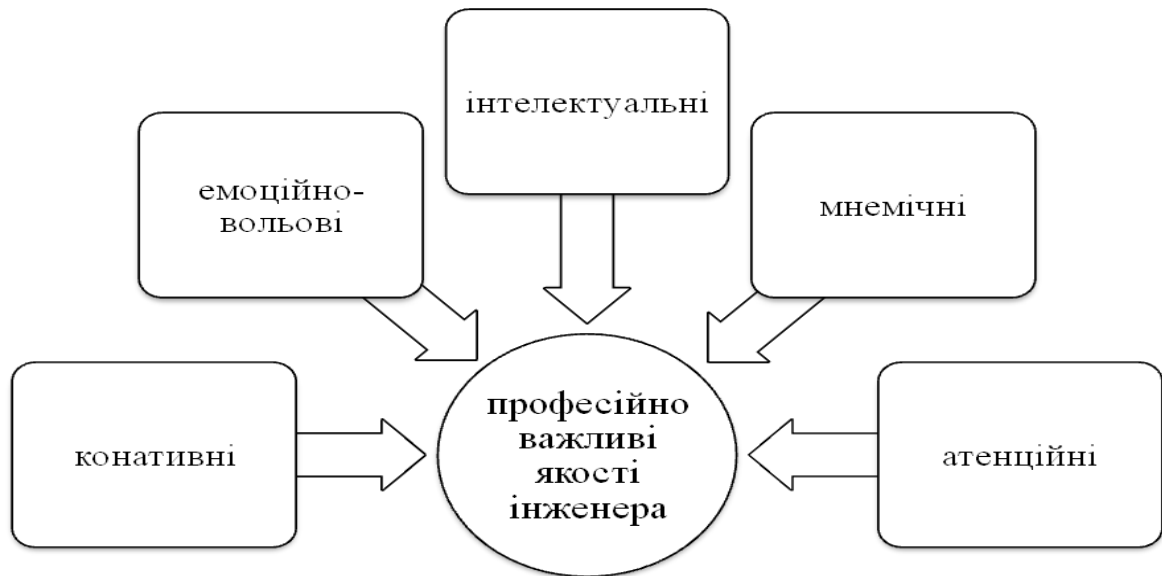 інтелектуальні
емоційно-
вольові
мнемічні
конативні
професійно
важливі
якості
інженера
атенційні